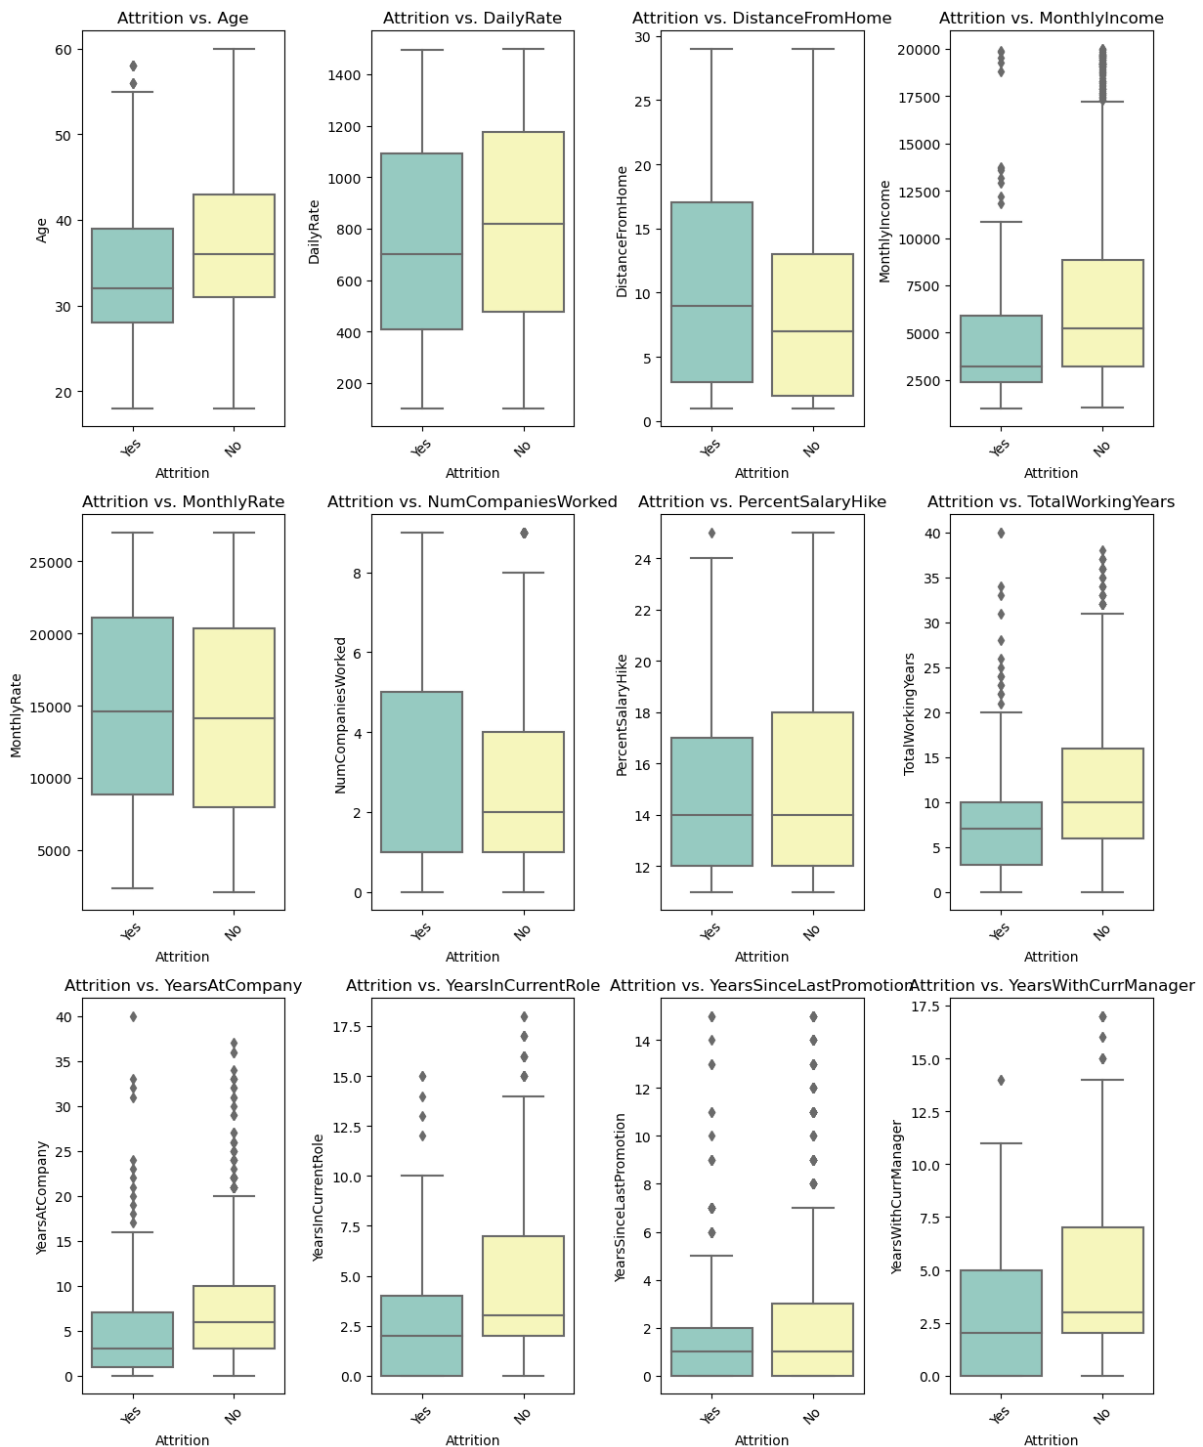 Attrition vs. Age
60
50
40
30
20
Age
Yes
No
Attrition
Attrition vs. DailyRate
1400
1200
1000
800
600
400
200
DailyRate
Yes
No
Attrition
Attrition vs. DistanceFromHome
30
25
20
15
10
5
0
DistanceFromHome
Yes
No
Attrition
Attrition vs. MonthlyIncome
20000
17500
15000
12500
10000
7500
5000
2500
MonthlyIncome
Yes
No
Attrition
Attrition vs. MonthlyRate
25000
20000
15000
10000
5000
MonthlyRate
Yes
No
Attrition
Attrition vs. NumCompaniesWorked
8
6
4
2
0
NumCompaniesWorked
Yes
No
Attrition
Attrition vs. PercentSalaryHike
24
22
20
18
16
14
12
PercentSalaryHike
Yes
No
Attrition
Attrition vs. TotalWorkingYears
40
35
30
25
20
15
10
5
0
TotalWorkingYears
Yes
No
Attrition
Attrition vs. YearsAtCompany
40
35
30
25
20
15
10
5
0
YearsAtCompany
Yes
No
Attrition
Attrition vs. YearsInCurrentRole
17.5
15.0
12.5
10.0
7.5
5.0
2.5
0.0
YearsInCurrentRole
Yes
No
Attrition
Attrition vs. YearsSinceLastPromotion
14
12
10
8
6
4
2
0
YearsSinceLastPromotion
Yes
No
Attrition
Attrition vs. YearsWithCurrManager
17.5
15.0
12.5
10.0
7.5
5.0
2.5
0.0
YearsWithCurrManager
Yes
No
Attrition